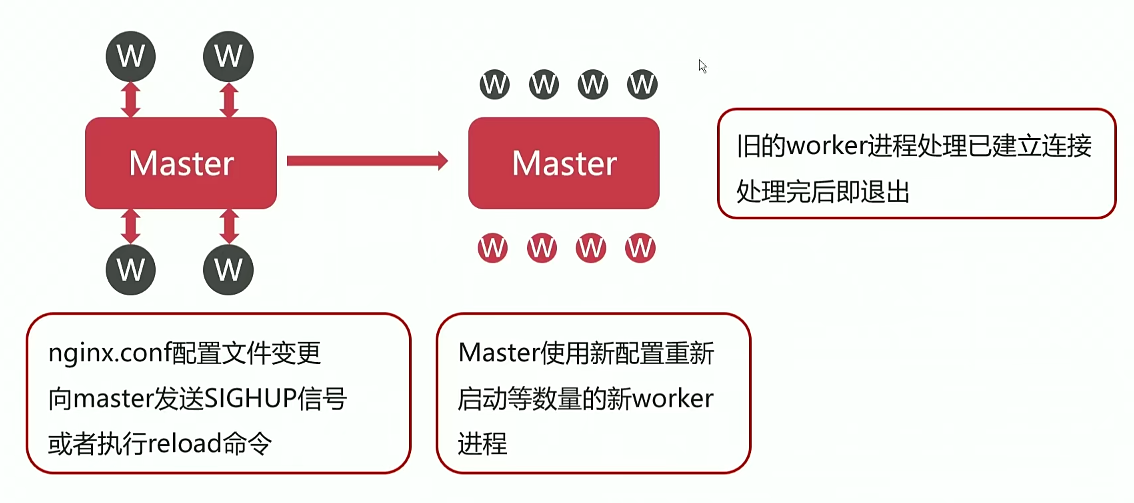 W W
Master
W W
nginx.conf配置文件变更
向master发送SIGHUP信号
或者执行reload命令
W W W W
Master
W W W W
Master使用新配置重新
启动等数量的新worker
进程
旧的worker进程处理已建立连接
处理完后即退出